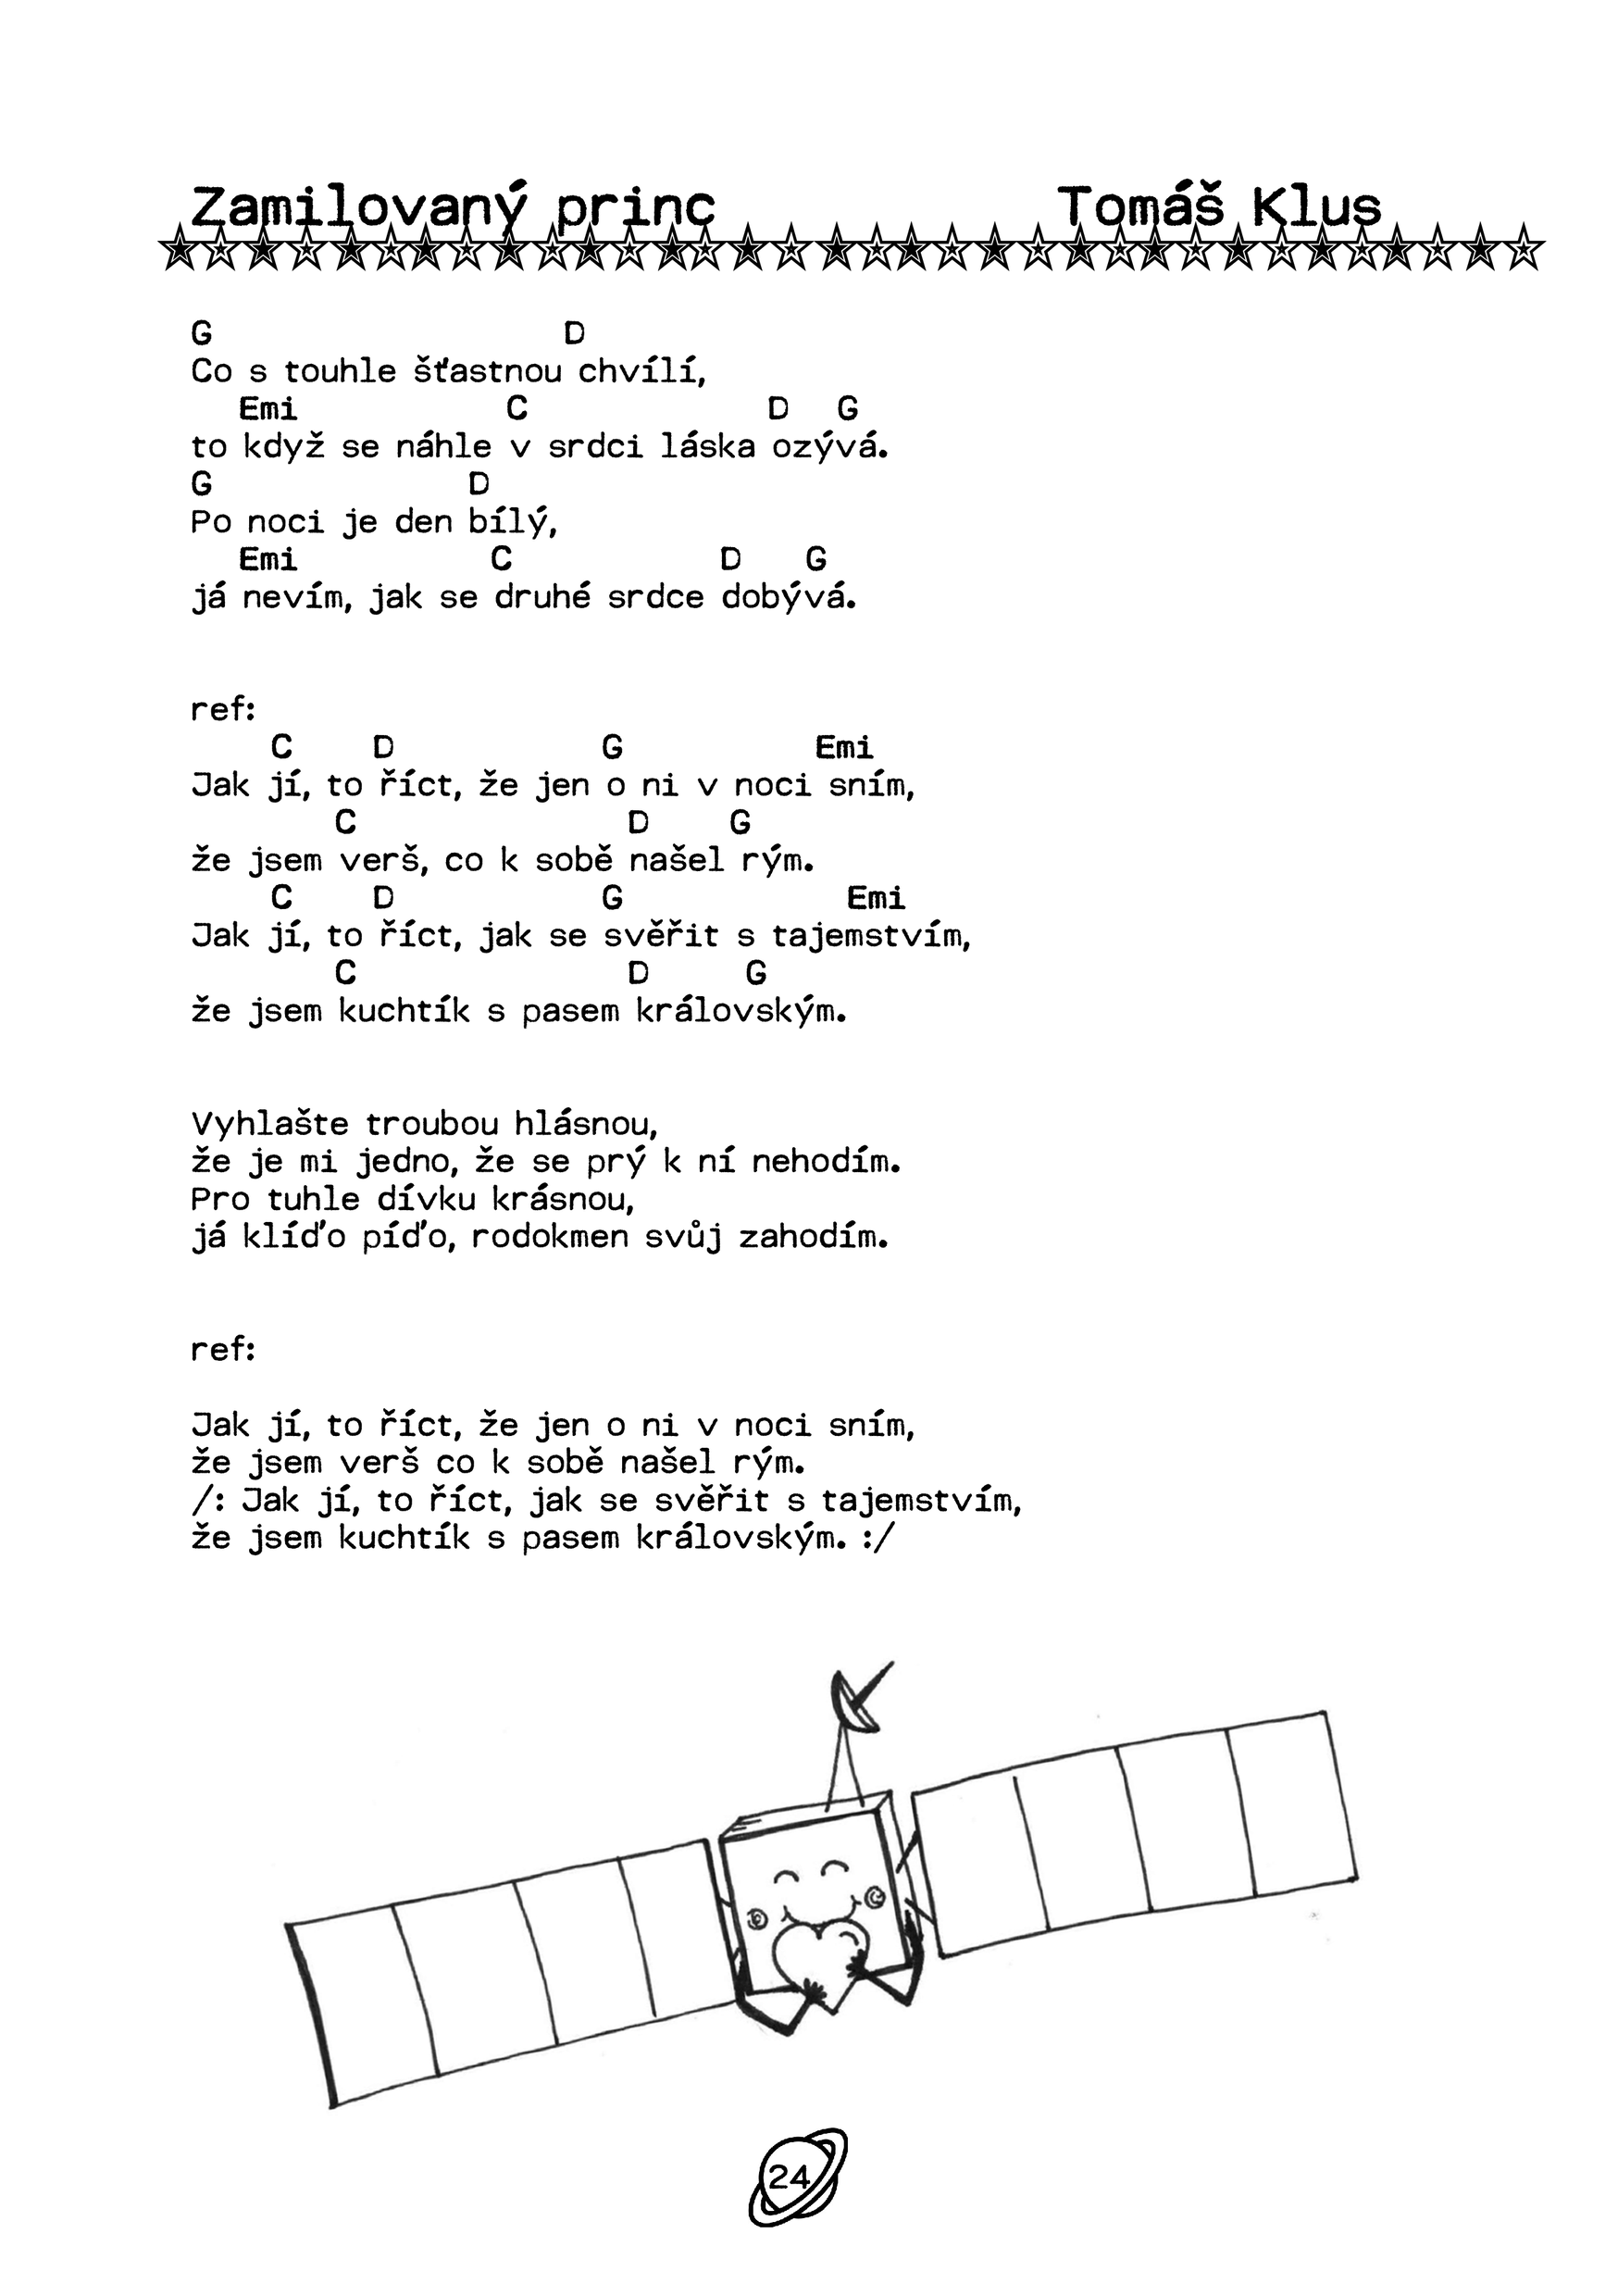 Zamilovaný princ Tomáš Klus
G D
Co s touhle šťastnou chvílí,
Emi C D G
to když se náhle v srdci láska ozývá.
G D
Po noci je den bílý,
Emi C D G
já nevím, jak se druhé srdce dobývá.
ref:
C D G Emi
Jak jí, to říct, že jen o ni v noci sním,
C D G
že jsem verš, co k sobě našel rým.
C D G Emi
Jak jí, to říct, jak se svěřit s tajemstvím,
C D G
že jsem kuchtík s pasem královským.
Vyhlašte troubou hlásnou,
že je mi jedno, že se prý k ní nehodím.
Pro tuhle dívku krásnou,
já klíďo píďo, rodokmen svůj zahodím.
ref:
Jak jí, to říct, že jen o ni v noci sním,
že jsem verš co k sobě našel rým.
/: Jak jí, to říct, jak se svěřit s tajemstvím,
že jsem kuchtík s pasem královským. :/
24